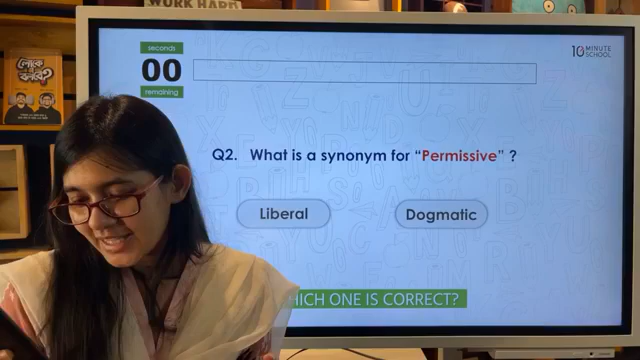 WORK HARD
লোকে
কী
বলবে?
seconds
00
remaining
10 MINUTE
SCHOOL
Q2. What is a synonym for “Permissive” ?
Liberal
Dogmatic
HICH ONE IS CORRECT?